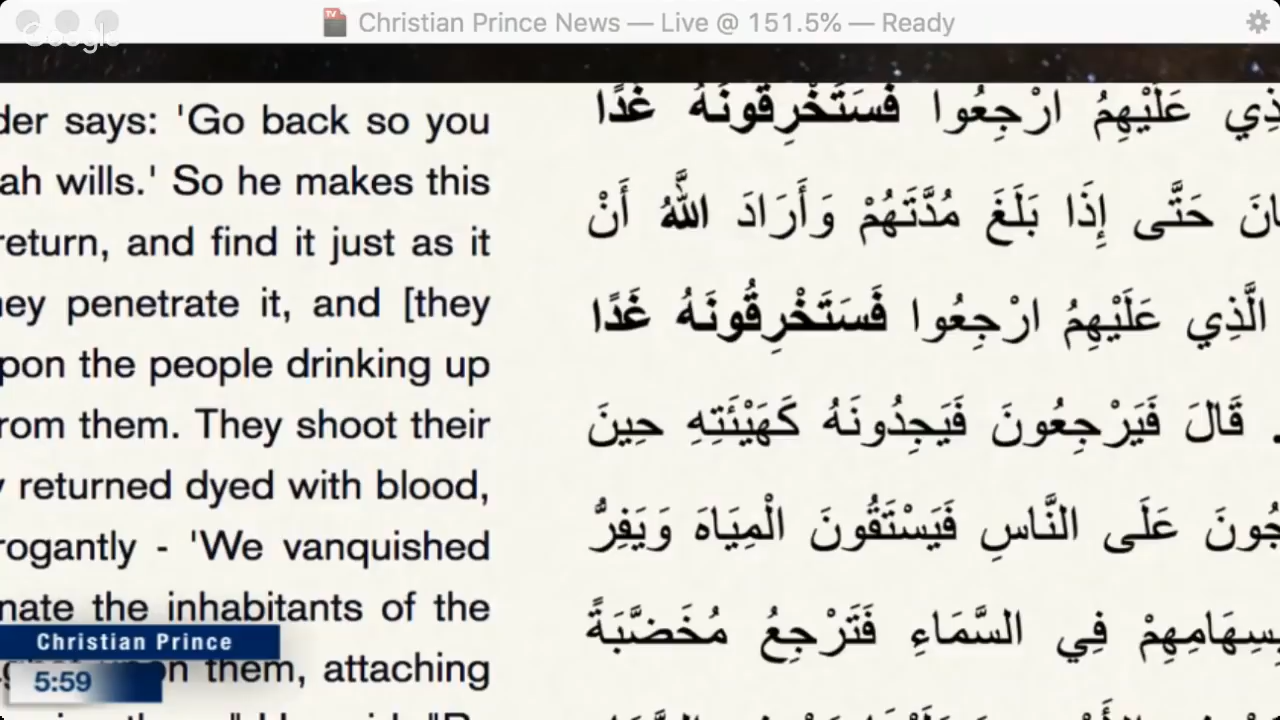 Christian Prince News — Live @ 151.5% — Ready
Google
der says: 'Go back so you
ah wills.' So he makes this
return, and find it just as it
ney penetrate it, and [they
pon the people drinking up
rom them. They shoot their
y returned dyed with blood,
rogantly - 'We vanquished
nate the inhabitants of the
upon them, attaching
ذِي عَلَيْهِمُ ارْجِعُوا فَسَتَخْرِقُونَهُ غَدًا
انَ حَتَّى إِذَا بَلَغَ مُدَّتَهُمْ وَأَرَادَ اللَّهُ أَنْ
الَّذِي عَلَيْهِمُ ارْجِعُوا فَسَتَخْرِقُونَهُ غَدًا
قَالَ فَيَرْجِعُونَ فَيَجِدُونَهُ كَهَيْئَتِهِ حِينَ
جُونَ عَلَى النَّاسِ فَيَسْتَقُونَ الْمِيَاهَ وَيَفِرُّ
بِسِهَامِهِمْ فِي السَّمَاءِ فَتَرْجِعُ مُخَضَّبَةً
Christian Prince
5:59